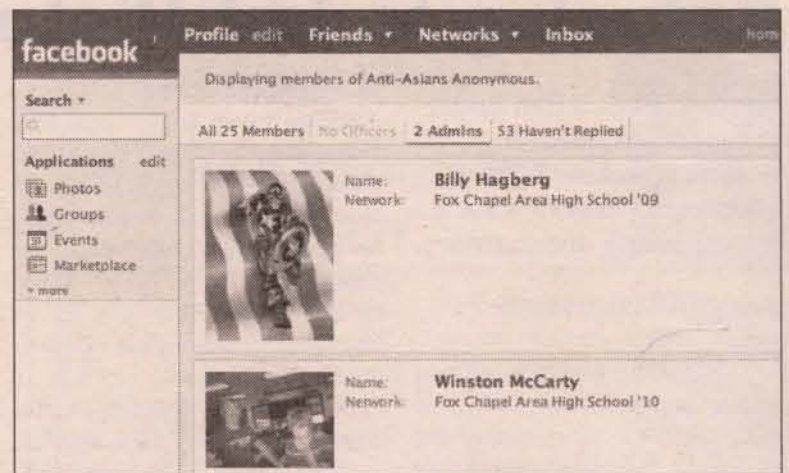 facebook
Profile edit Friends Networks Inbox hom
Displaying members of Anti-Asians Anonymous.
Search
All 25 Members No Officers 2 Admins 53 Haven't Replied
Applications edit
Photos
Groups
31 Events
Marketplace
more
Name: Billy Hagberg
Network: Fox Chapel Area High School '09
Name: Winston McCarty
Network: Fox Chapel Area High School '10